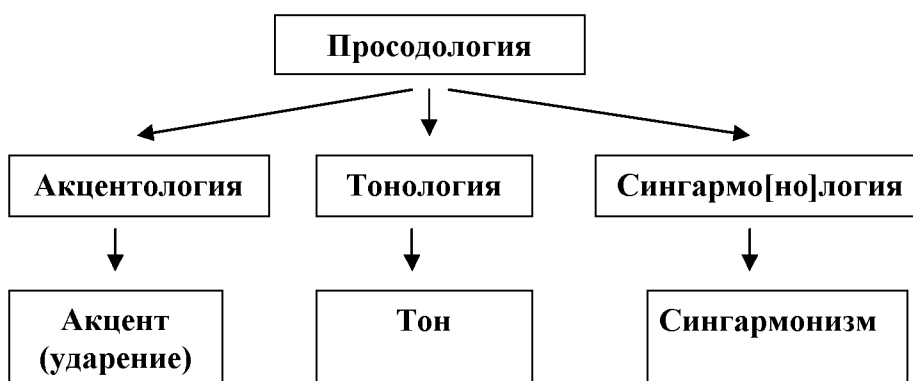 Просодология
Акцентология
Тонология
Сингармо[но]логия
Акцент
(ударение)
Тон
Сингармонизм